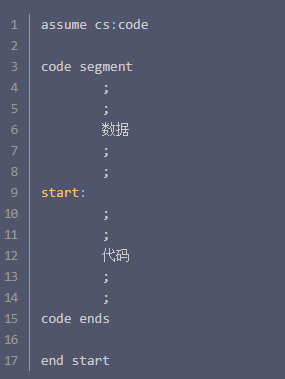 1 assume cs:code
2
3 code segment
4 ;
5 ;
6 数据
7 ;
8 ;
9 start:
10 ;
11 ;
12 代码
13 ;
14 ;
15 code ends
16
17 end start